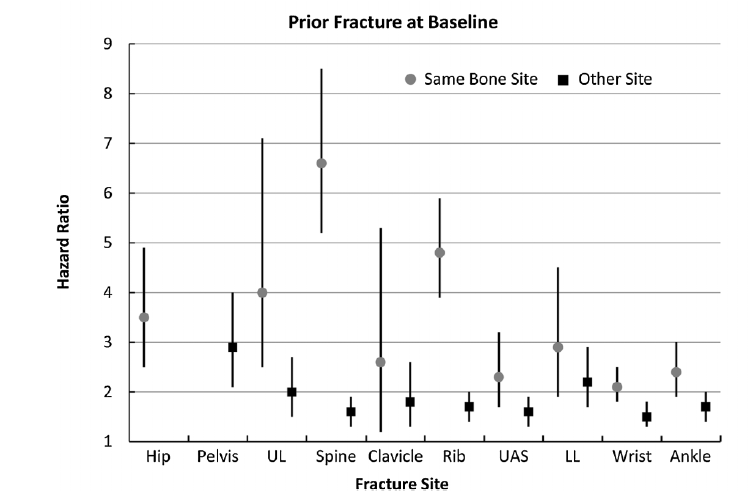 Prior Fracture at Baseline
9
Same Bone Site Other Site
8
7
6
5
4
3
2
1
Hazard Ratio
Hip Pelvis UL Spine Clavicle Rib UAS LL Wrist Ankle
Fracture Site